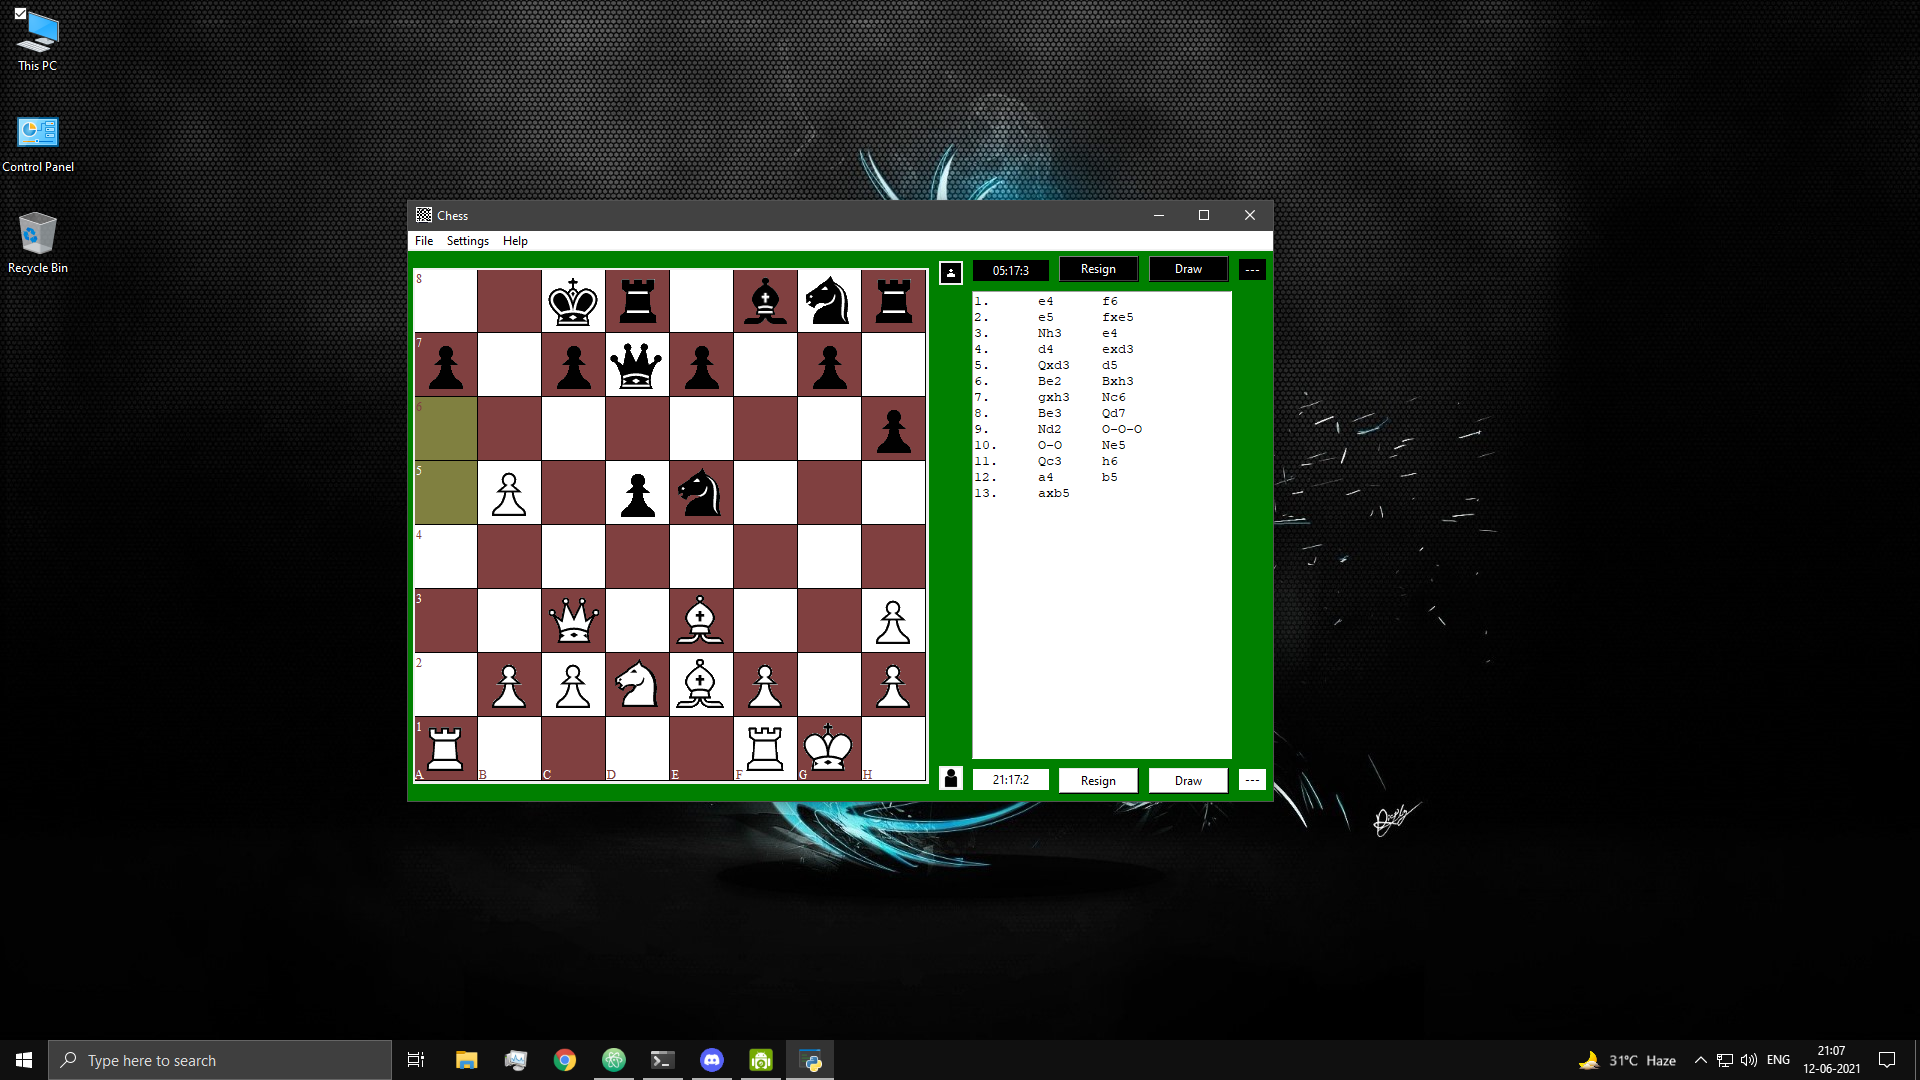 This PC
Control Panel
Recycle Bin
Chess
File Settings Help
05:17:3 Resign Draw ---
1. e4 f6
2. e5 fxe5
3. Nh3 e4
4. d4 exd3
5. Qxd3 d5
6. Be2 Bxh3
7. gxh3 Nc6
8. Be3 Qd7
9. Nd2 O-O-O
10. O-O Ne5
11. Qc3 h6
12. a4 b5
13. axb5
8
7
6
5
4
3
2
1
A B C D E F G H
21:17:2 Resign Draw ---
Type here to search
31°C Haze
ENG
21:07
12-06-2021